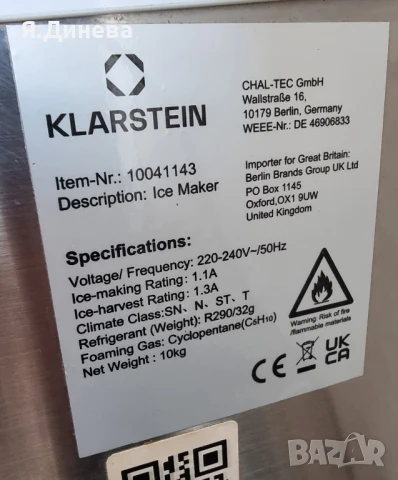 Я.Динева
KLARSTEIN
CHAL-TEC GmbH
Wallstraße 16,
10179 Berlin, Germany
WEEE-Nr.: DE 46906833
Item-Nr.: 10041143
Description: Ice Maker
Importer for Great Britain:
Berlin Brands Group UK Ltd
PO Box 1145
Oxford,OX1 9UW
United Kingdom
Specifications:
Voltage/ Frequency: 220-240V~/50Hz
Ice-making Rating: 1.1A
Ice-harvest Rating: 1.3A
Climate Class:SN、N、ST、T
Refrigerant (Weight): R290/32g
Foaming Gas: Cyclopentane(C₅H₁₀)
Net Weight : 10kg
Warning: Risk of fire
/flammable materials
CE
UK
CA
BAZAR